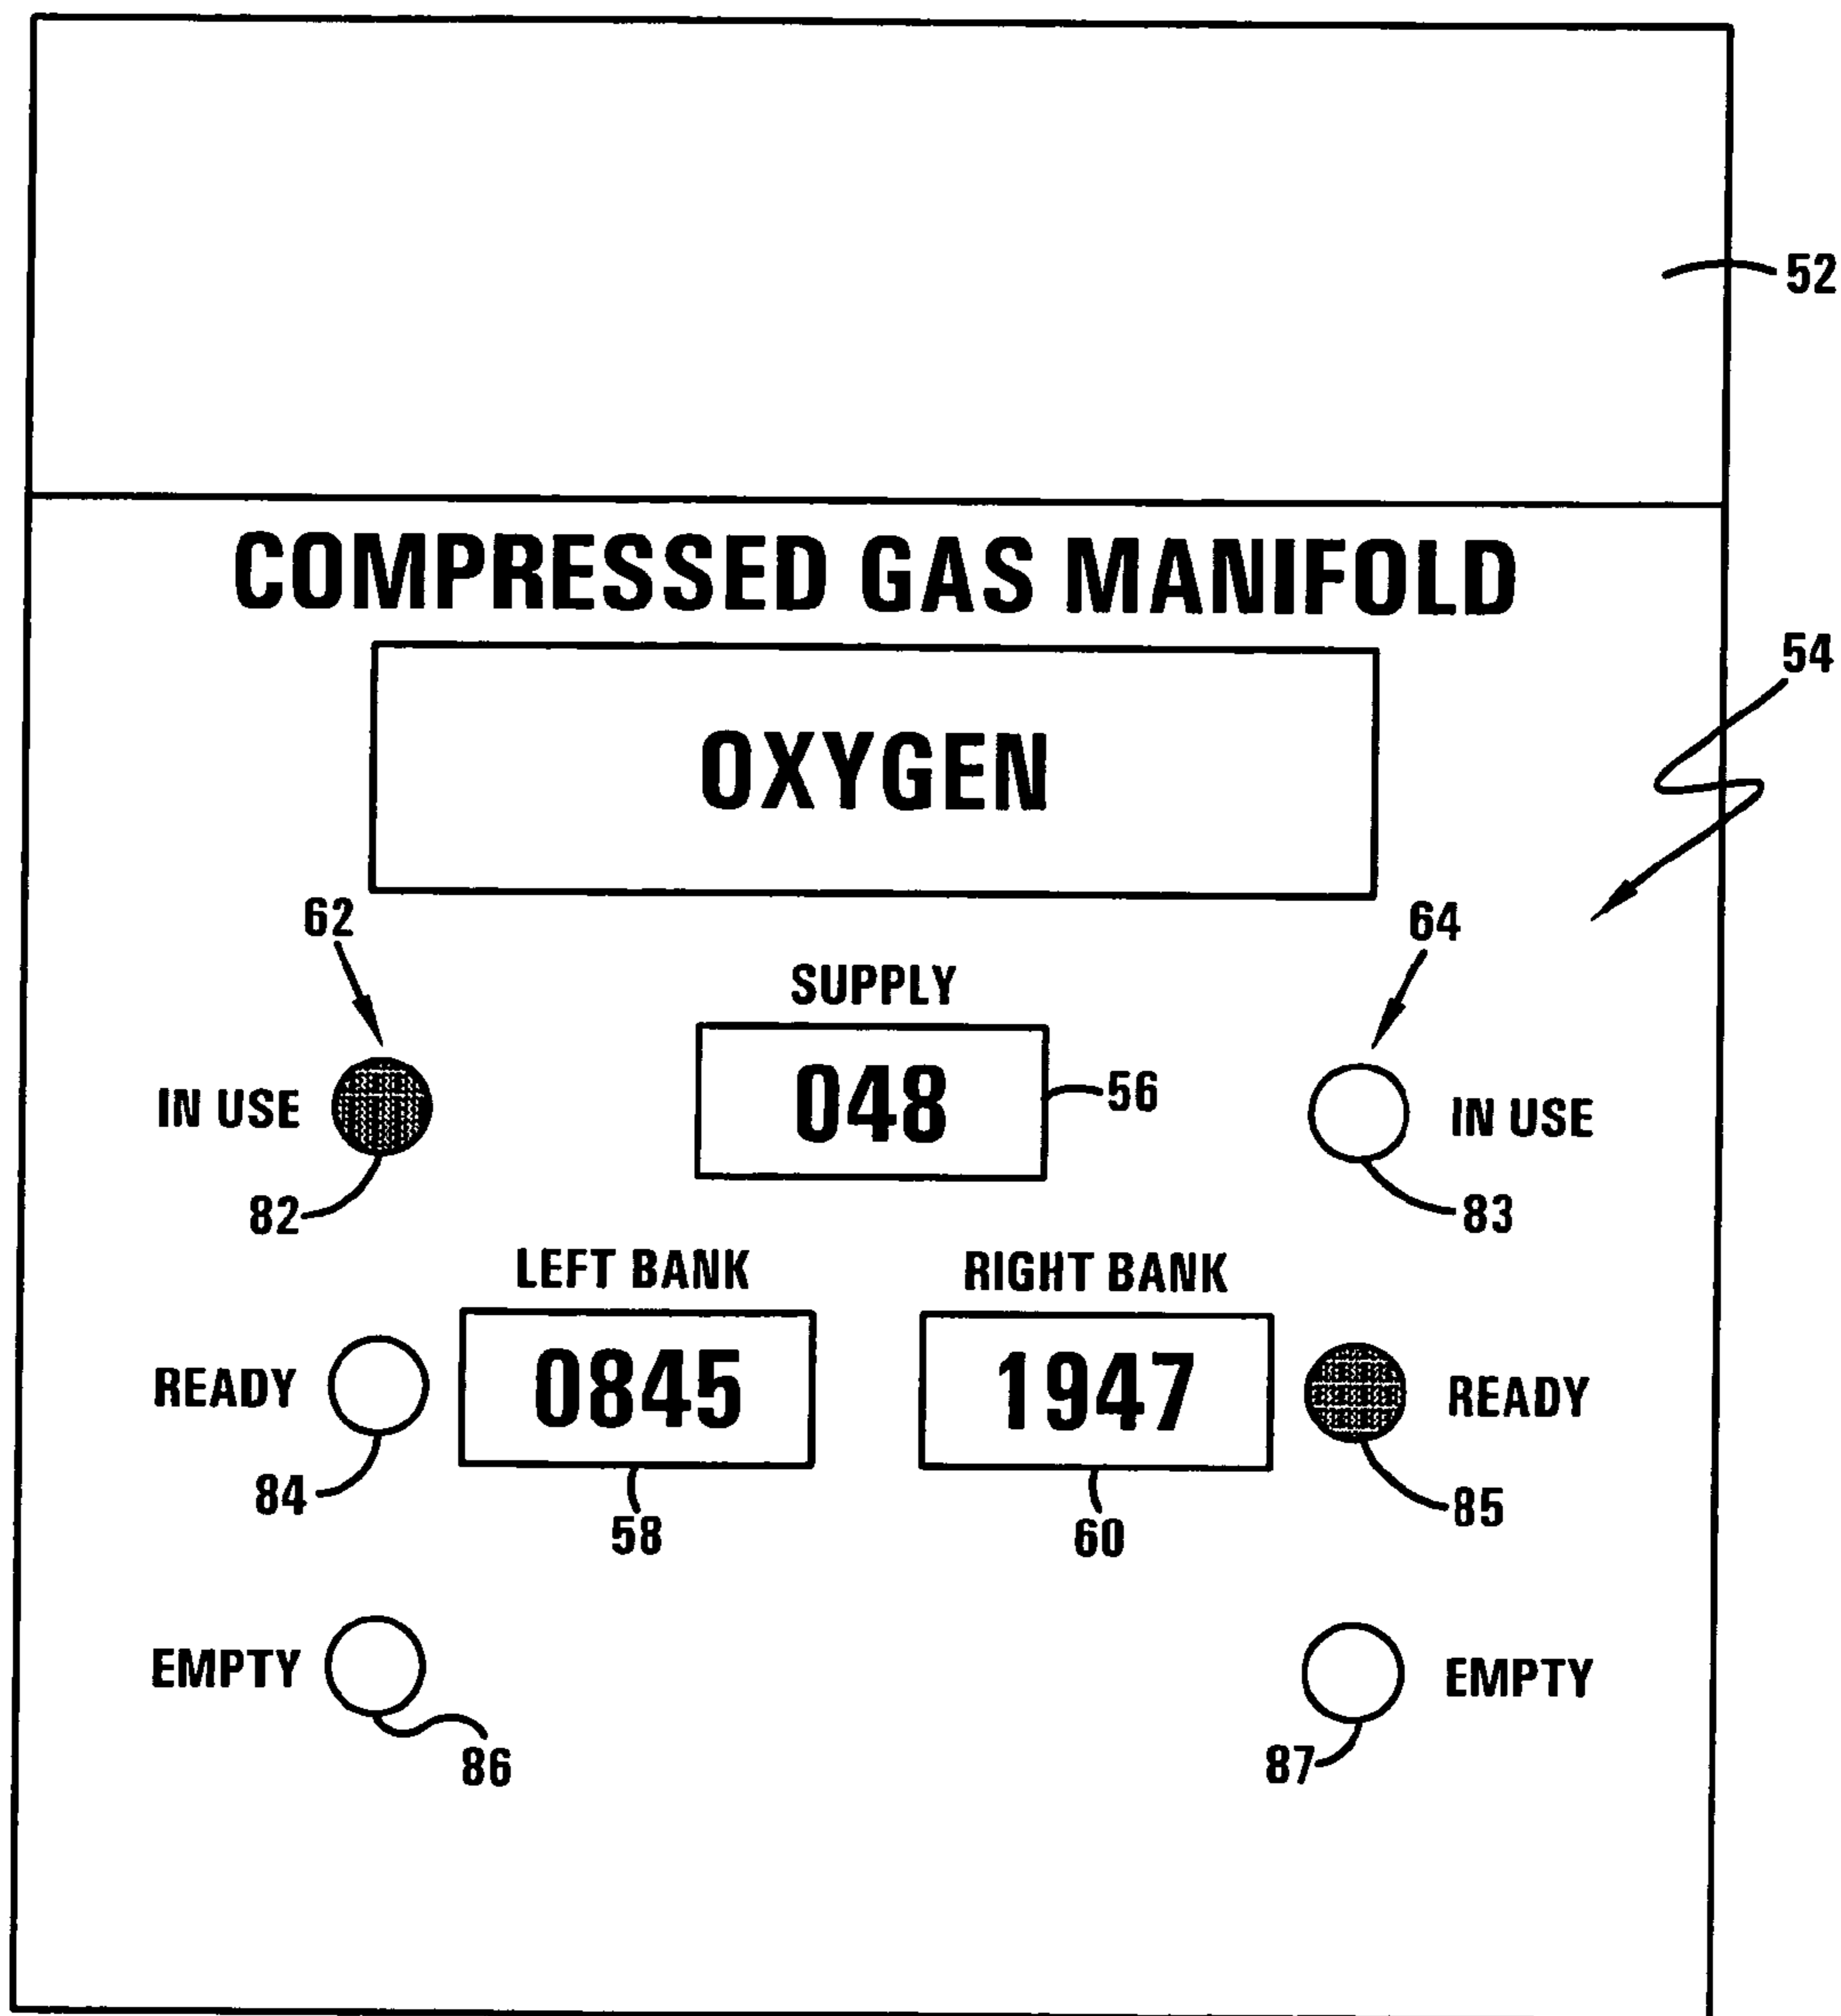 52
COMPRESSED GAS MANIFOLD
54
OXYGEN
62
64
SUPPLY
IN USE
048
56
IN USE
82
83
LEFT BANK
RIGHT BANK
READY
0845
1947
READY
84
58
60
85
EMPTY
EMPTY
86
87